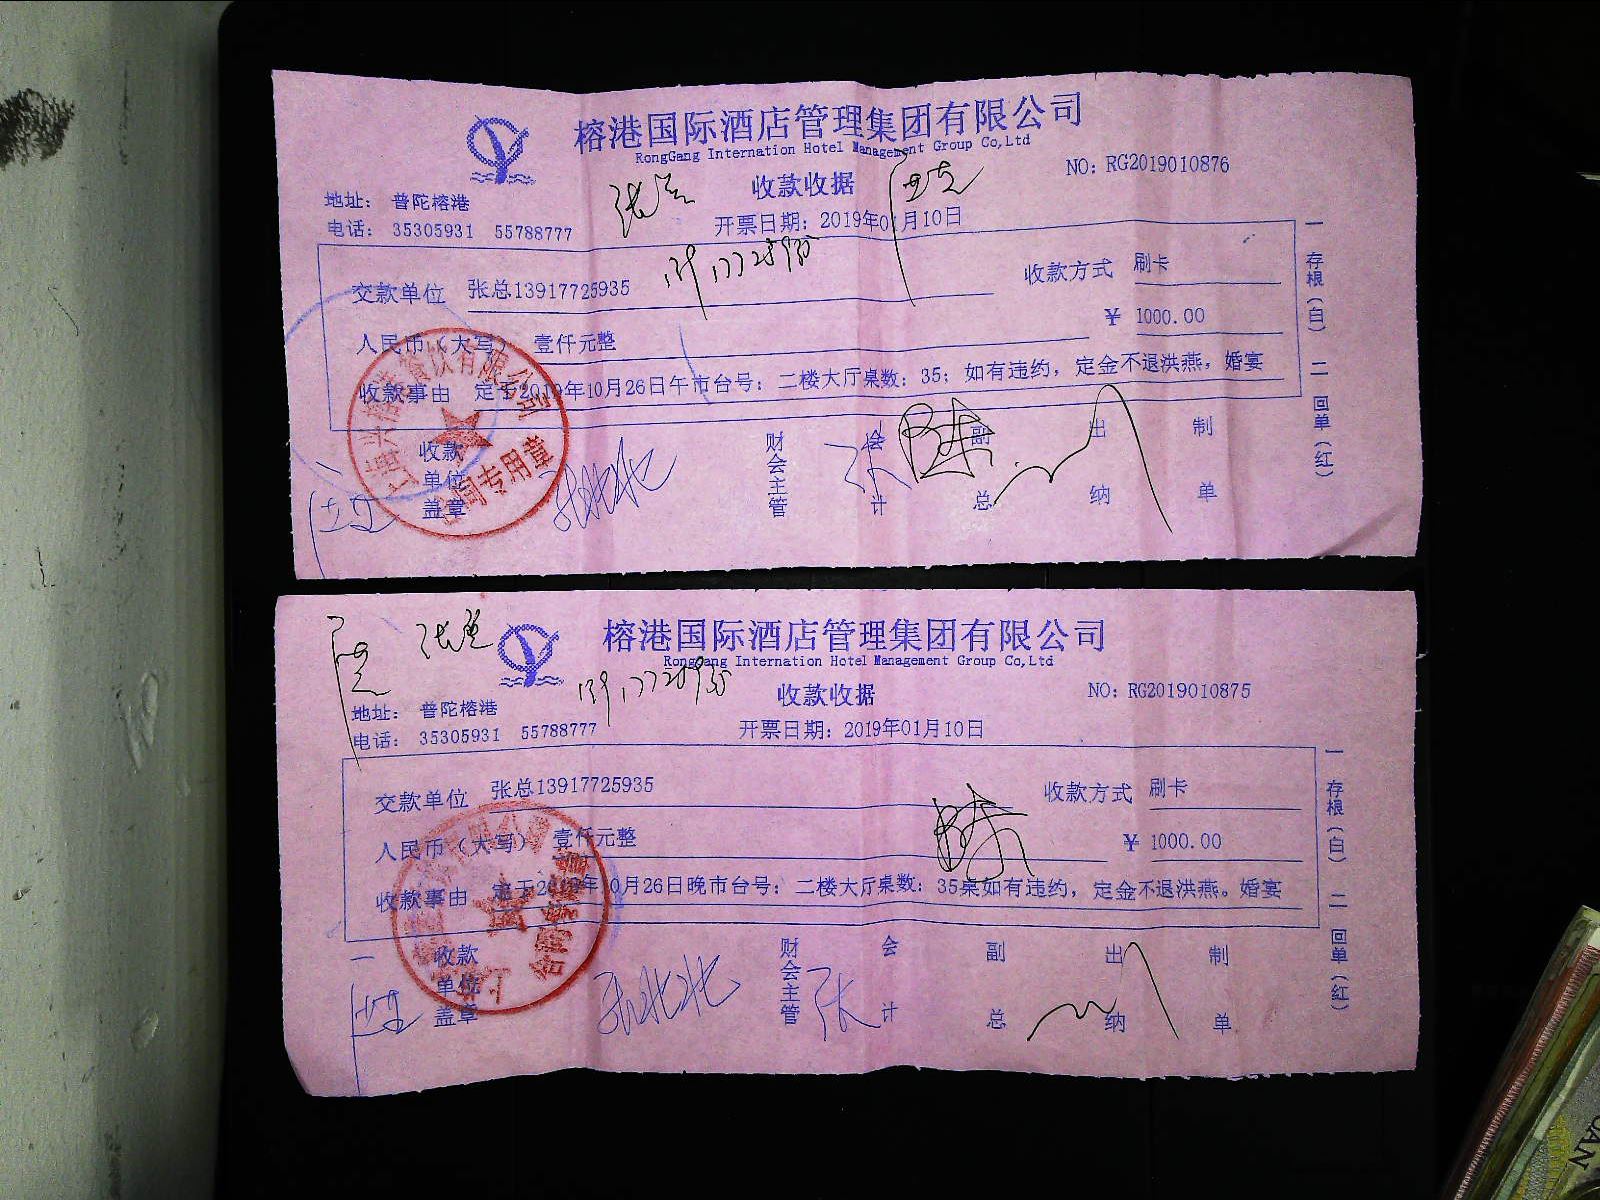 榕港国际酒店管理集团有限公司
RongGang Internation Hotel Management Group Co,Ltd
NO: RG2019010876
收款收据
地址： 普陀榕港
电话： 35305931 55788777
开票日期：2019年01月10日
交款单位 张总13917725935
收款方式 刷卡
人民币（大写） 壹仟元整
¥ 1000.00
收款事由 定于2019年10月26日午市台号：二楼大厅桌数：35；如有违约，定金不退洪燕，婚宴
收款单位盖章
财会主管
会计
副总
出纳
制单
一存根（白） 二回单（红）
合同专用章
榕港国际酒店管理集团有限公司
RongGang Internation Hotel Management Group Co,Ltd
NO: RG2019010875
收款收据
地址： 普陀榕港
电话： 35305931 55788777
开票日期：2019年01月10日
交款单位 张总13917725935
收款方式 刷卡
人民币（大写） 壹仟元整
¥ 1000.00
收款事由 定于2019年10月26日晚市台号：二楼大厅桌数：35桌如有违约，定金不退洪燕。婚宴
收款单位盖章
财会主管
会计
副总
出纳
制单
一存根（白） 二回单（红）